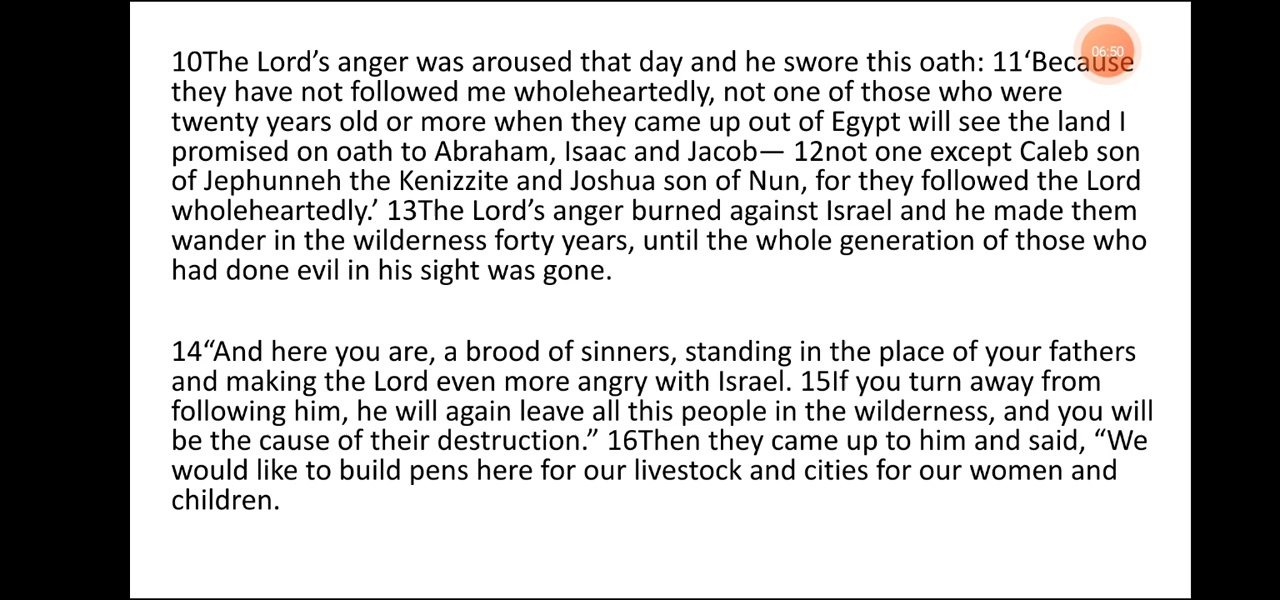 10The Lord’s anger was aroused that day and he swore this oath: 11‘Because
they have not followed me wholeheartedly, not one of those who were
twenty years old or more when they came up out of Egypt will see the land I
promised on oath to Abraham, Isaac and Jacob— 12not one except Caleb son
of Jephunneh the Kenizzite and Joshua son of Nun, for they followed the Lord
wholeheartedly.’ 13The Lord’s anger burned against Israel and he made them
wander in the wilderness forty years, until the whole generation of those who
had done evil in his sight was gone.
14“And here you are, a brood of sinners, standing in the place of your fathers
and making the Lord even more angry with Israel. 15If you turn away from
following him, he will again leave all this people in the wilderness, and you will
be the cause of their destruction.” 16Then they came up to him and said, “We
would like to build pens here for our livestock and cities for our women and
children.
06:50